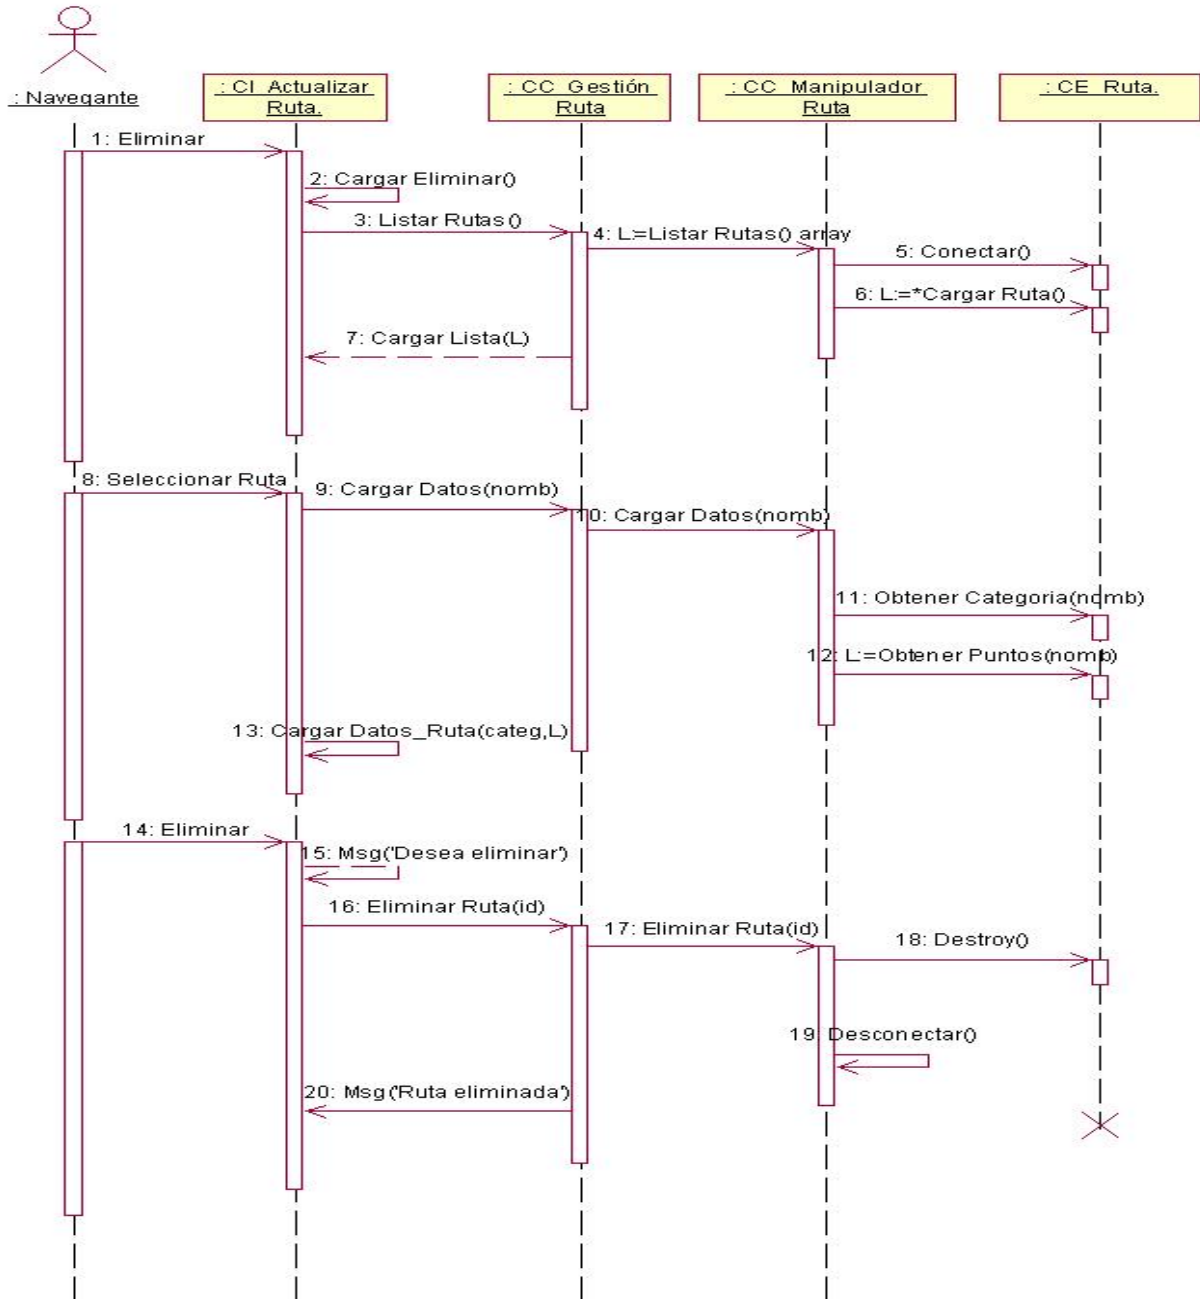 : Navegante
: CI_Actualizar
Ruta.
: CC_Gestión
Ruta
: CC_Manipulador
Ruta
: CE_Ruta.
1: Eliminar
2: Cargar Eliminar()
3: Listar Rutas()
4: L:=Listar Rutas() array
5: Conectar()
6: L:=*Cargar Ruta()
7: Cargar Lista(L)
8: Seleccionar Ruta
9: Cargar Datos(nomb)
10: Cargar Datos(nomb)
11: Obtener Categoria(nomb)
12: L:=Obtener Puntos(nomb)
13: Cargar Datos_Ruta(categ,L)
14: Eliminar
15: Msg('Desea eliminar')
16: Eliminar Ruta(id)
17: Eliminar Ruta(id)
18: Destroy()
19: Desconectar()
20: Msg('Ruta eliminada')